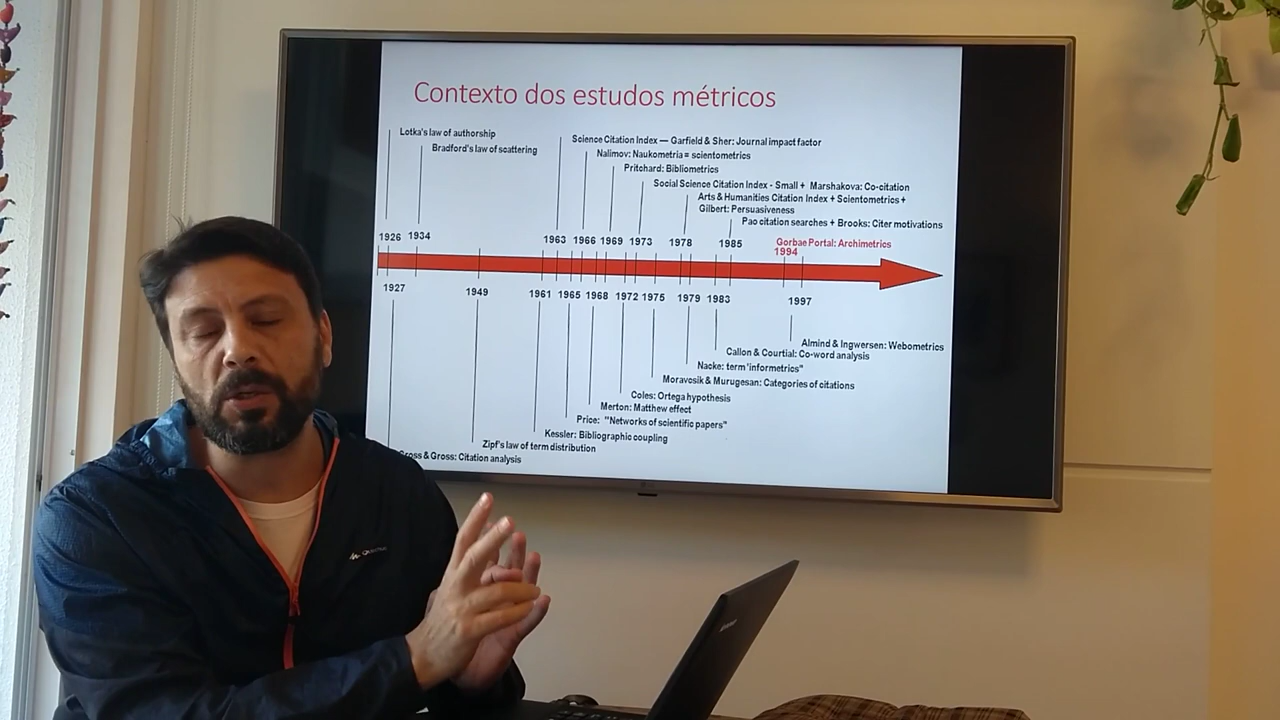 Contexto dos estudos métricos
Lotka's law of authorship
Bradford's law of scattering
Science Citation Index — Garfield & Sher: Journal impact factor
Nalimov: Naukometria = scientometrics
Pritchard: Bibliometrics
Social Science Citation Index - Small + Marshakova: Co-citation
Arts & Humanities Citation Index + Scientometrics +
Gilbert: Persuasiveness
Pao citation searches + Brooks: Citer motivations
Gorbae Portal: Archimetrics
1994
1926 1934 1963 1966 1969 1973 1978 1985
1927 1949 1961 1965 1968 1972 1975 1979 1983 1997
Almind & Ingwersen: Webometrics
Callon & Courtial: Co-word analysis
Nacke: term 'informetrics"
Moravcsik & Murugesan: Categories of citations
Coles: Ortega hypothesis
Merton: Matthew effect
Price: "Networks of scientific papers"
Kessler: Bibliographic coupling
Zipf's law of term distribution
Gross & Gross: Citation analysis
Quechua